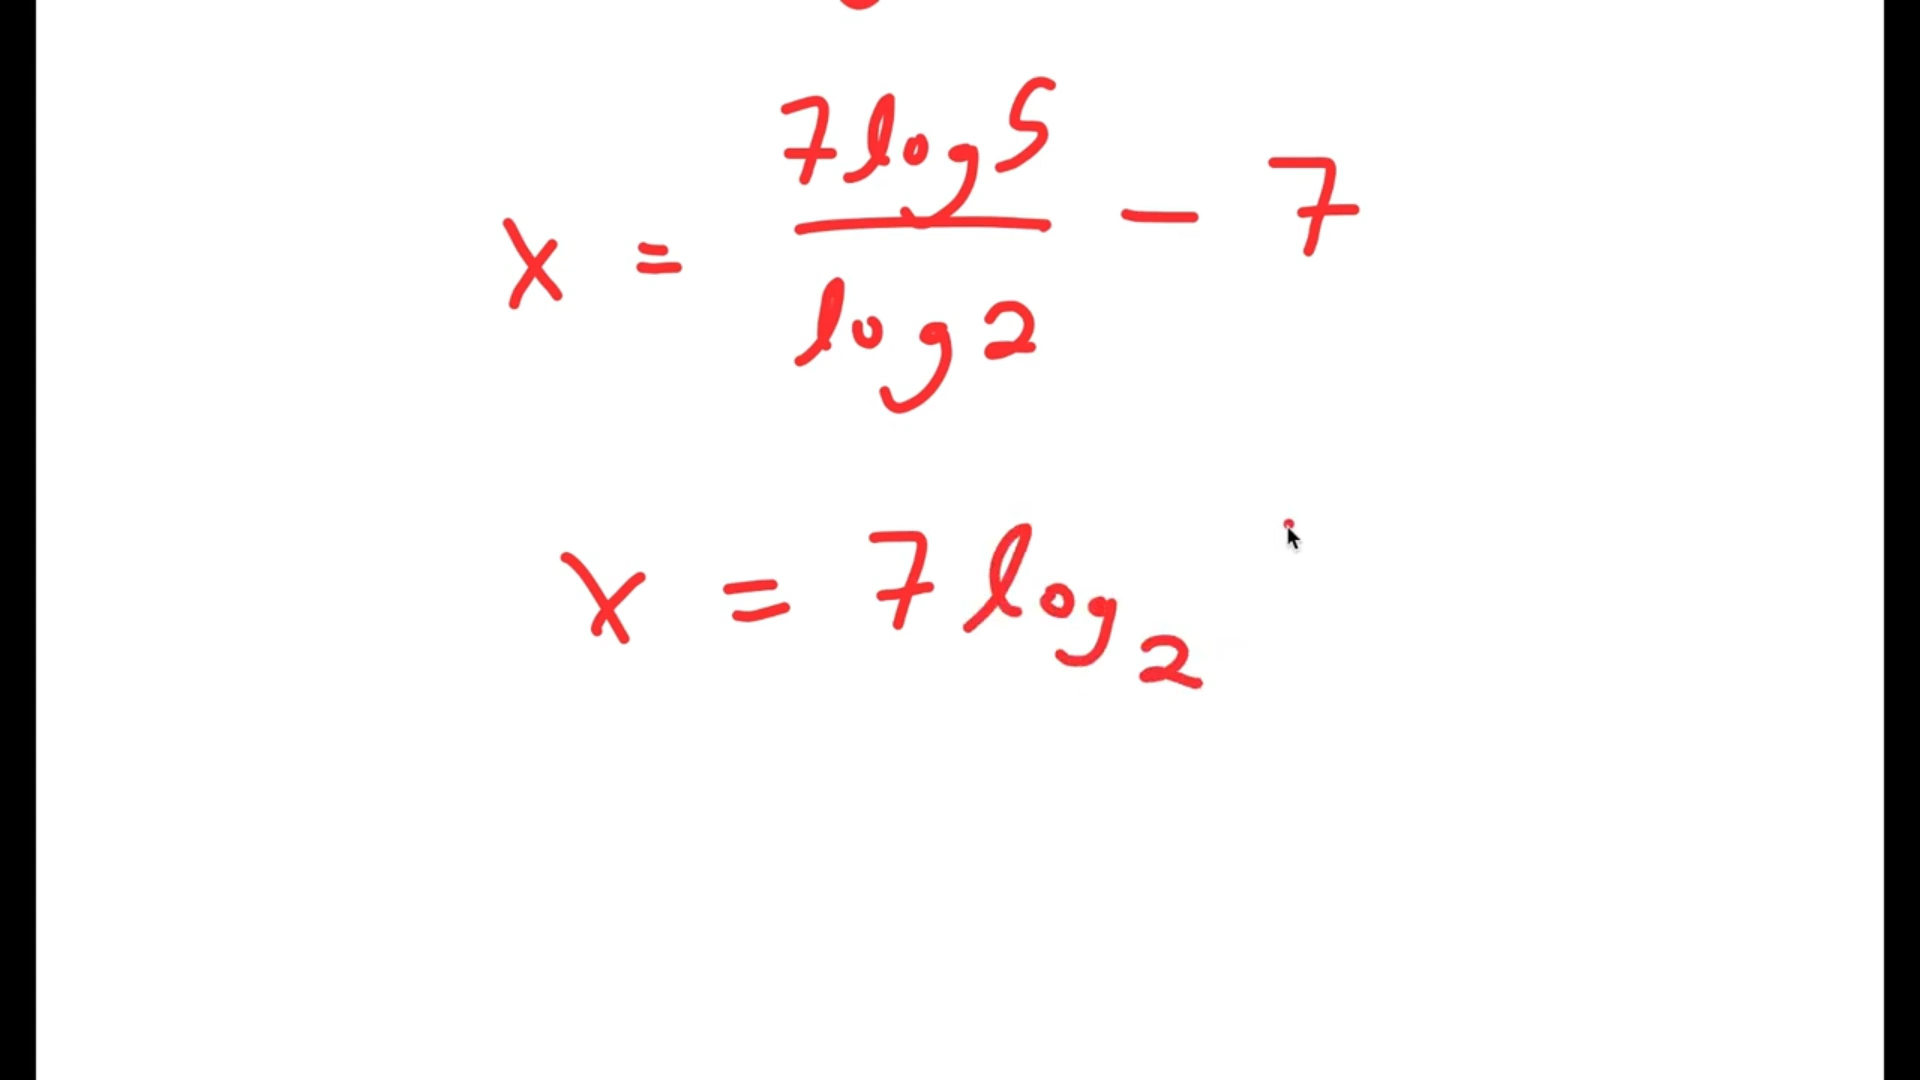 x = 7log5/log2 - 7
x = 7log₂